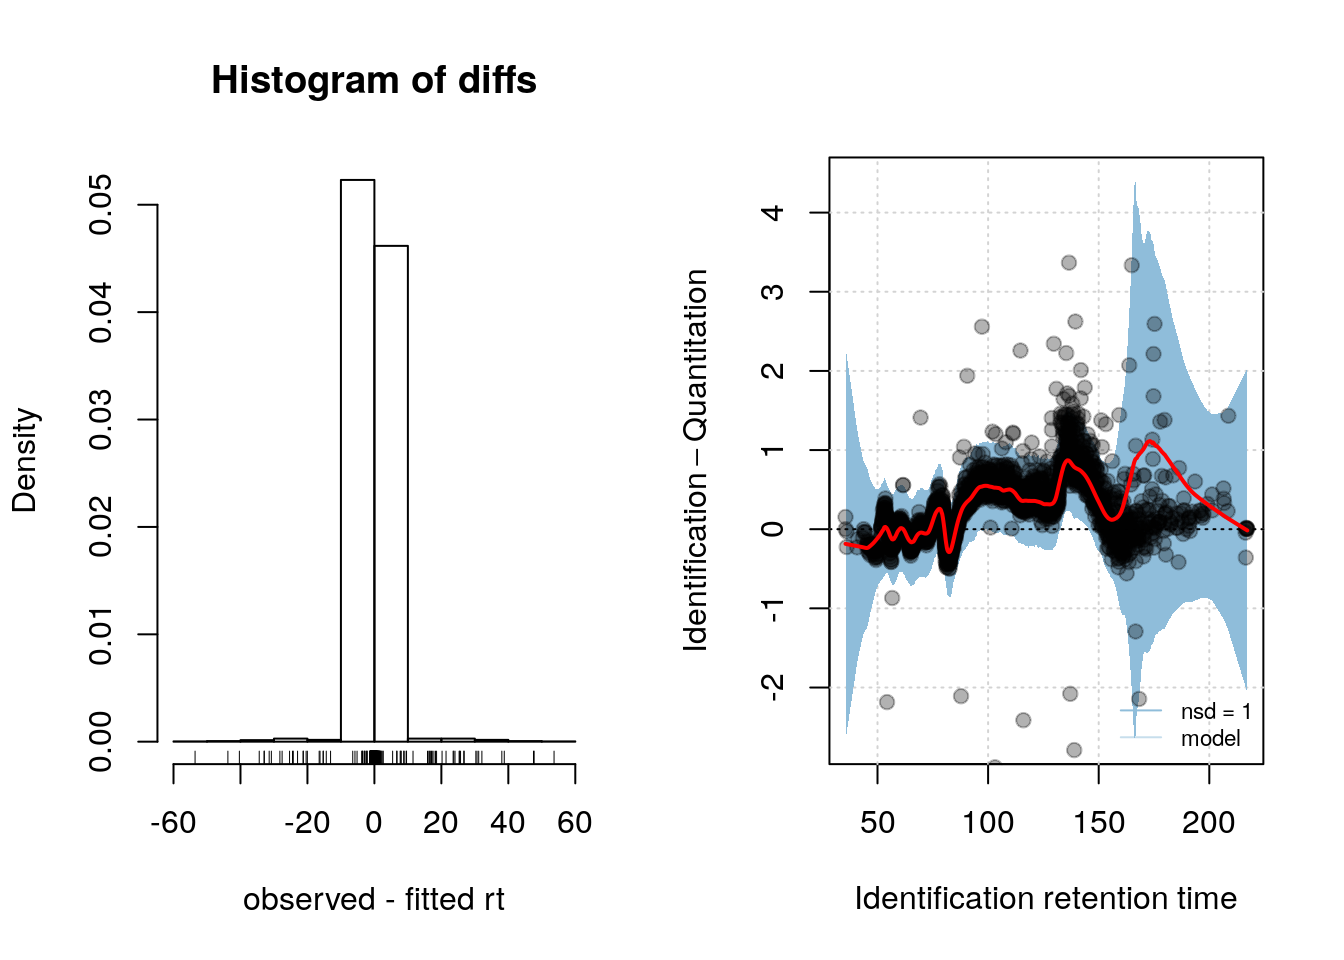 Histogram of diffs
Density
0.00 0.01 0.02 0.03 0.04 0.05
-60 -20 0 20 40 60
observed - fitted rt
Identification – Quantitation
-2 -1 0 1 2 3 4
nsd = 1
model
50 100 150 200
Identification retention time